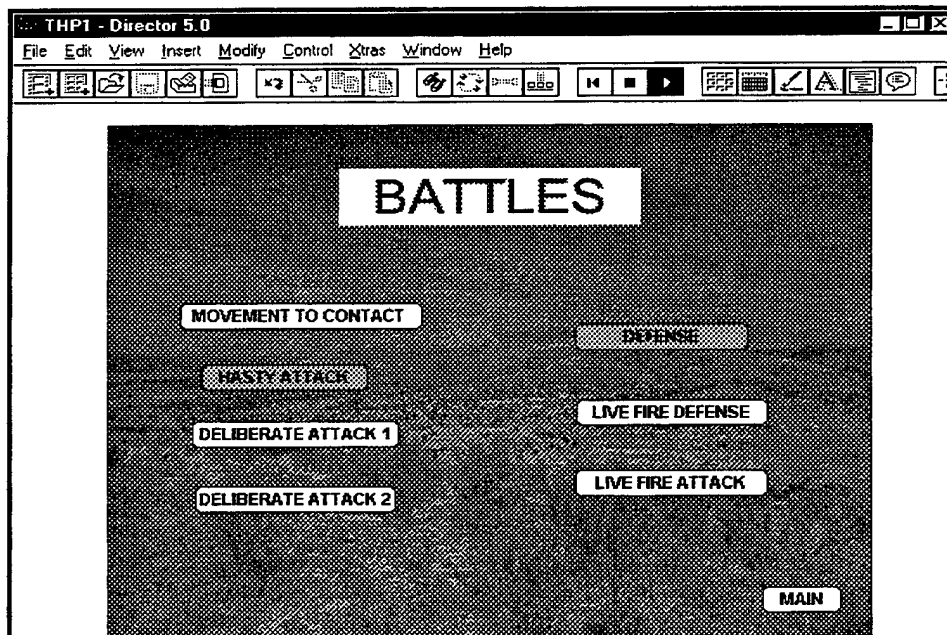 THP1 - Director 5.0
File Edit View Insert Modify Control Xtras Window Help
BATTLES
MOVEMENT TO CONTACT
HASTY ATTACK
DELIBERATE ATTACK 1
DELIBERATE ATTACK 2
DEFENSE
LIVE FIRE DEFENSE
LIVE FIRE ATTACK
MAIN